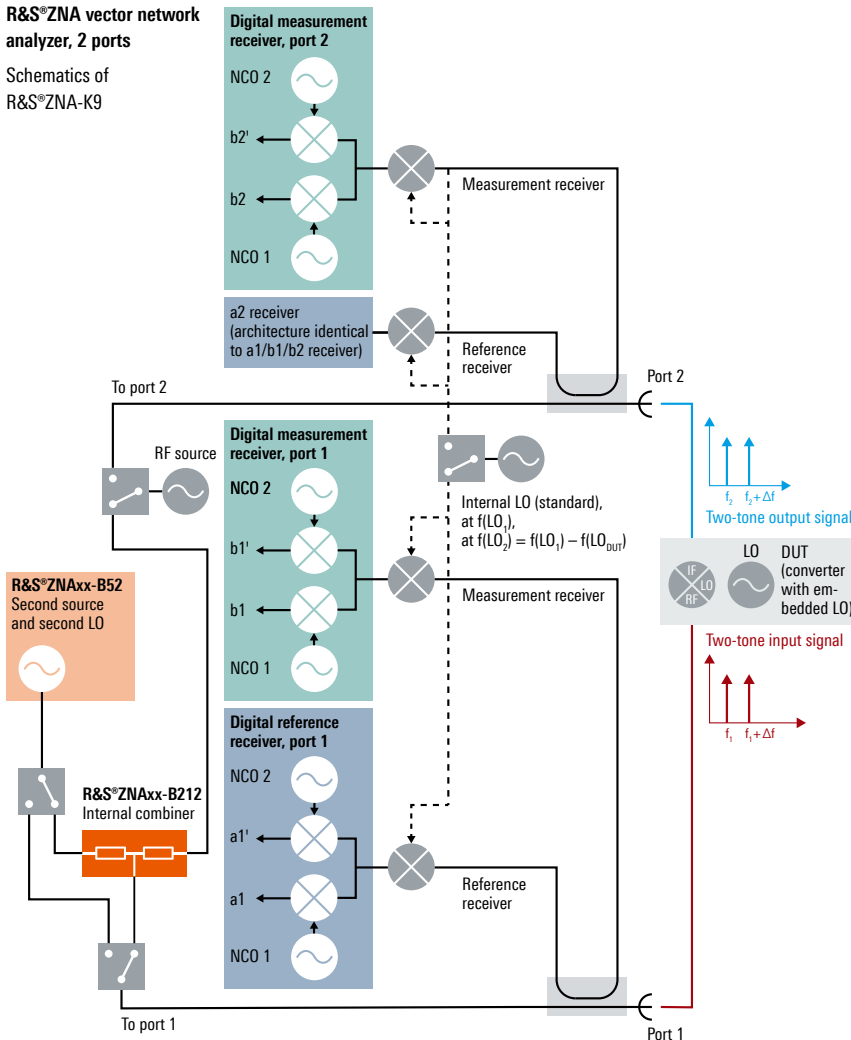 R&S®ZNA vector network
analyzer, 2 ports
Schematics of
R&S®ZNA-K9
Digital measurement
receiver, port 2
NCO 2
b2'
b2
NCO 1
Measurement receiver
a2 receiver
(architecture identical
to a1/b1/b2 receiver)
Reference
receiver
To port 2
Port 2
RF source
Digital measurement
receiver, port 1
NCO 2
b1'
b1
NCO 1
Internal LO (standard),
at f(LO₁),
at f(LO₂) = f(LO₁) – f(LO_DUT)
Measurement receiver
f₂ f₂+Δf
Two-tone output signal
IF
LO
RF
LO
DUT
(converter
with em-
bedded LO)
Two-tone input signal
f₁ f₁+Δf
R&S®ZNAxx-B52
Second source
and second LO
R&S®ZNAxx-B212
Internal combiner
Digital reference
receiver, port 1
NCO 2
a1'
a1
NCO 1
Reference
receiver
To port 1
Port 1